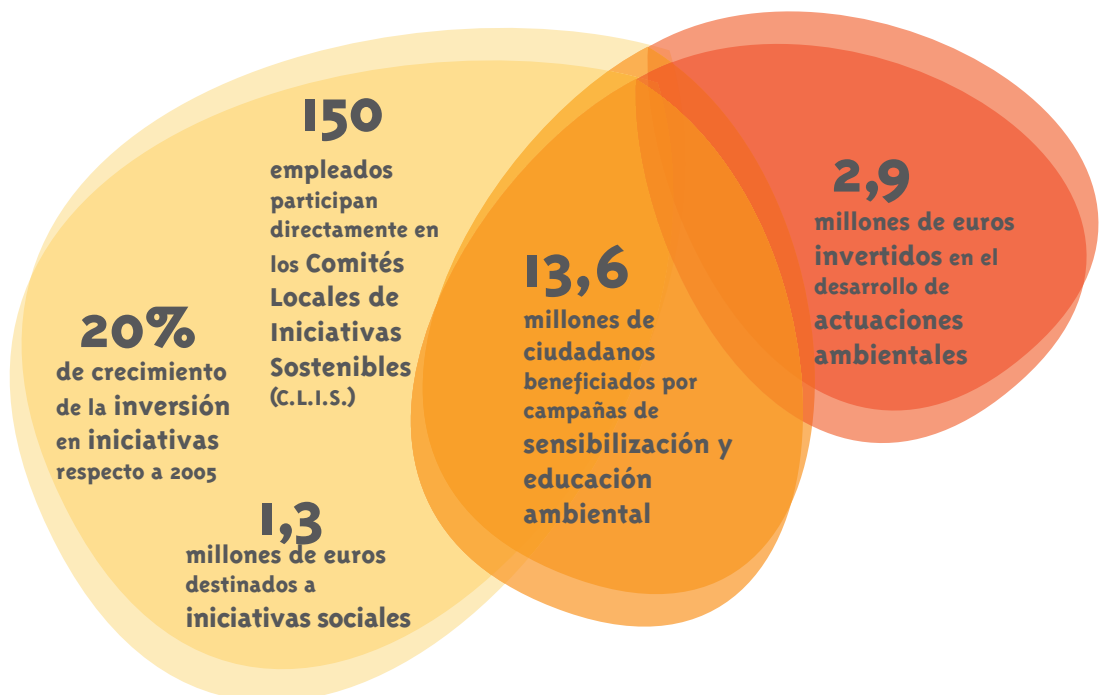 150
empleados
participan
directamente en
los Comités
Locales de
Iniciativas
Sostenibles
(C.L.I.S.)
20%
de crecimiento
de la inversión
en iniciativas
respecto a 2005
1,3
millones de euros
destinados a
iniciativas sociales
13,6
millones de
ciudadanos
beneficiados por
campañas de
sensibilización y
educación
ambiental
2,9
millones de euros
invertidos en el
desarrollo de
actuaciones
ambientales